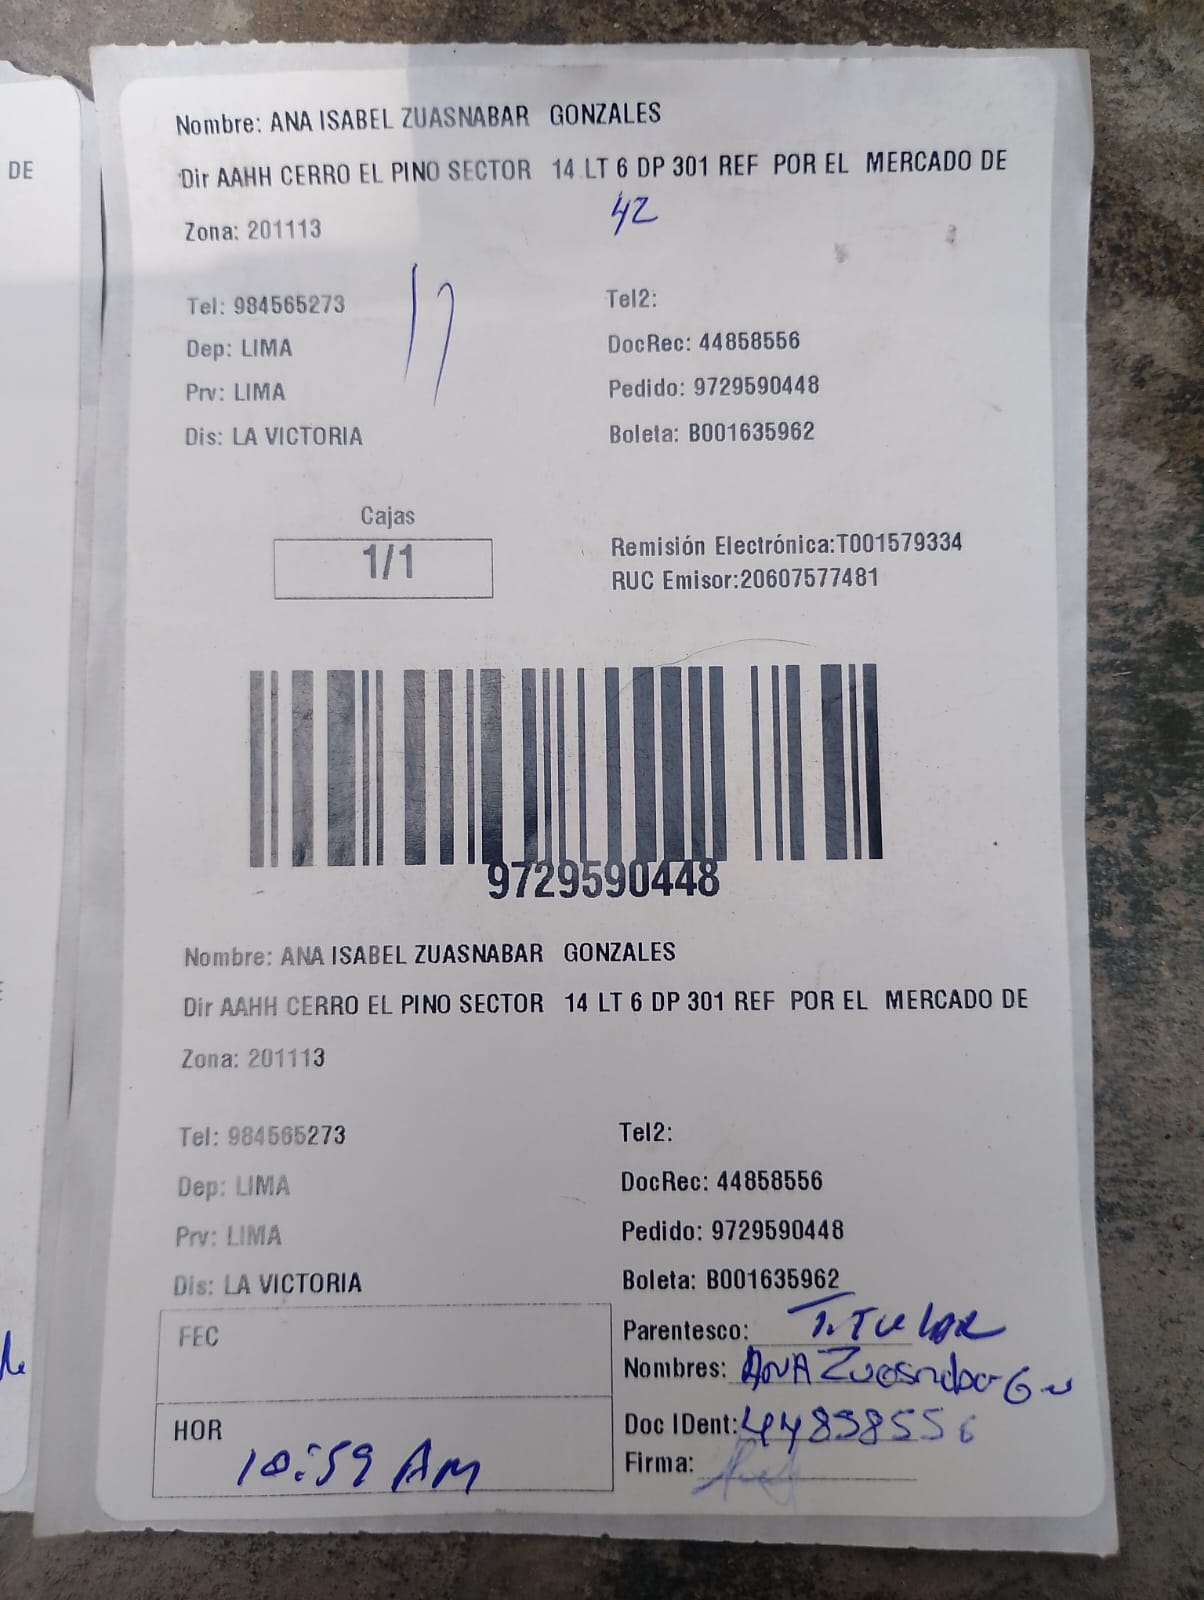 DE
Nombre: ANA ISABEL ZUASNABAR GONZALES
Dir AAHH CERRO EL PINO SECTOR 14 LT 6 DP 301 REF POR EL MERCADO DE
42
Zona: 201113
Tel: 984565273
Tel2:
Dep: LIMA
DocRec: 44858556
Prv: LIMA
Pedido: 9729590448
Dis: LA VICTORIA
Boleta: B001635962
Cajas
1/1
Remisión Electrónica:T001579334
RUC Emisor:20607577481
9729590448
Nombre: ANA ISABEL ZUASNABAR GONZALES
Dir AAHH CERRO EL PINO SECTOR 14 LT 6 DP 301 REF POR EL MERCADO DE
Zona: 201113
Tel: 984565273
Tel2:
Dep: LIMA
DocRec: 44858556
Prv: LIMA
Pedido: 9729590448
Dis: LA VICTORIA
Boleta: B001635962
FEC
Parentesco: TiTuLAR
Nombres: ANA Zuasnabar
HOR
10:59 AM
Doc IDent: 44858556
Firma: